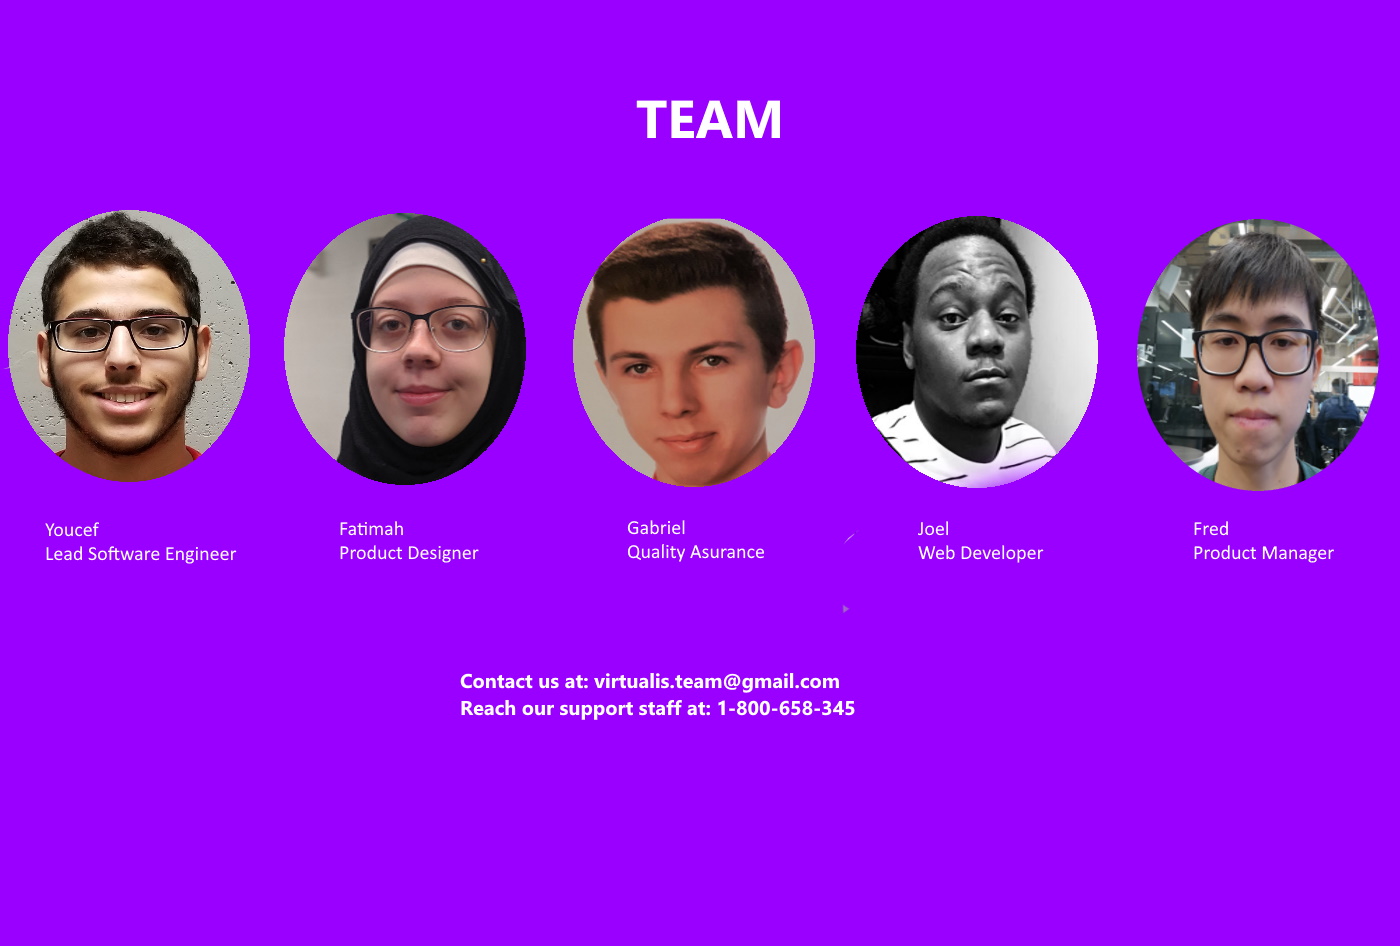 TEAM
Youcef
Lead Software Engineer
Fatimah
Product Designer
Gabriel
Quality Asurance
Joel
Web Developer
Fred
Product Manager
Contact us at: virtualis.team@gmail.com
Reach our support staff at: 1-800-658-345